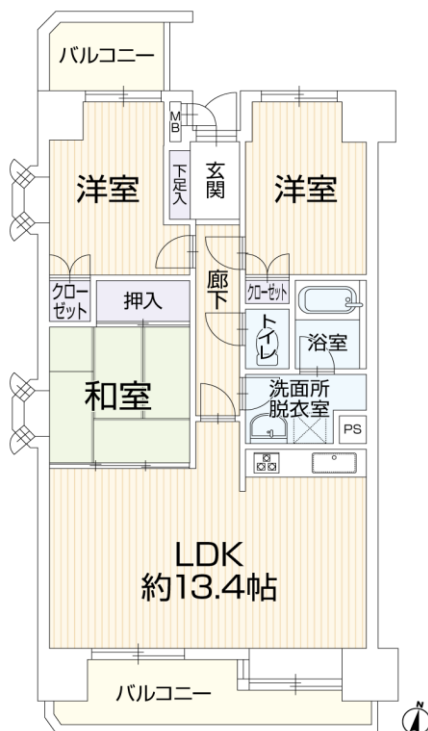 バルコニー
MB
洋室
下足入
玄関
洋室
クロー
ゼット
押入
廊下
クローゼット
トイレ
浴室
和室
洗面所
脱衣室
PS
LDK
約13.4帖
バルコニー
N